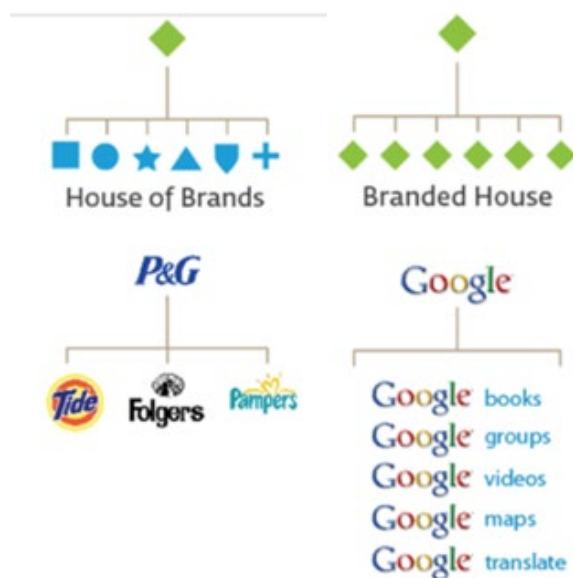 House of Brands
Branded House
P&G
Tide
Folgers
Pampers
Google
Google books
Google groups
Google videos
Google maps
Google translate